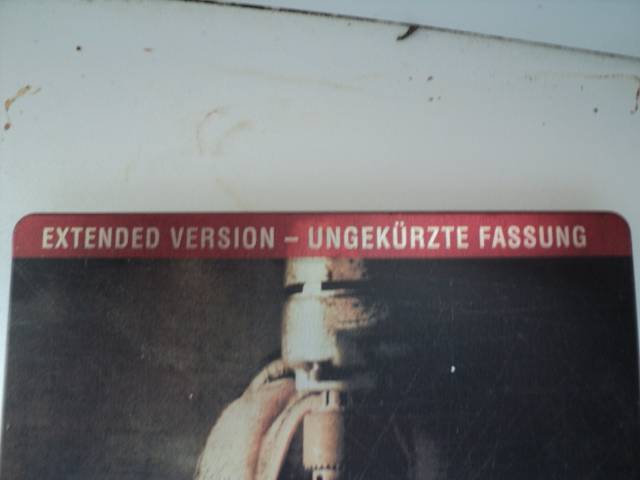 EXTENDED VERSION – UNGEKÜRZTE FASSUNG